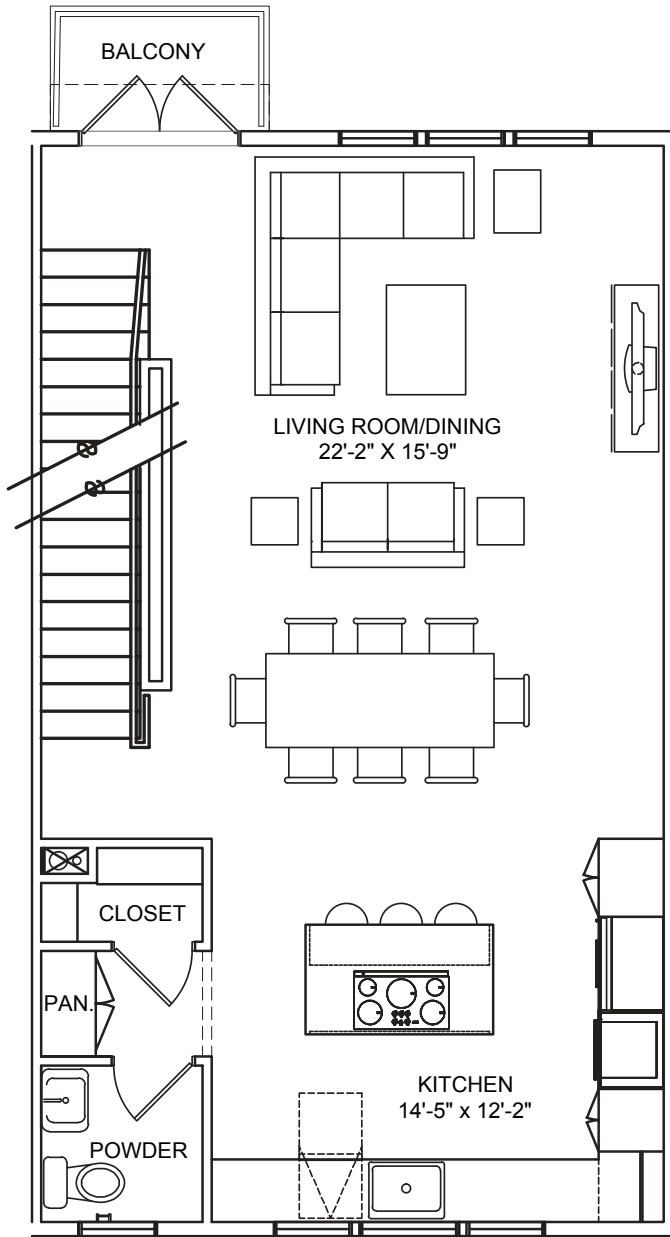 BALCONY
LIVING ROOM/DINING
22'-2" X 15'-9"
CLOSET
PAN.
KITCHEN
14'-5" x 12'-2"
POWDER